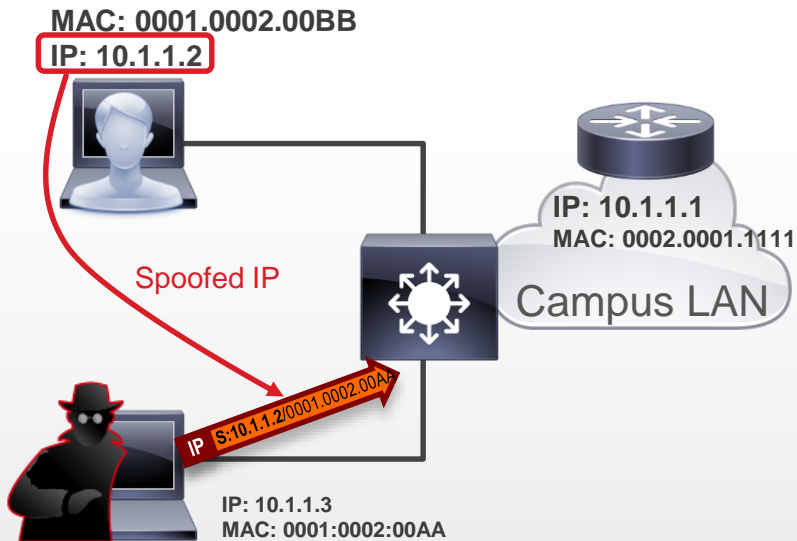 MAC: 0001.0002.00BB
IP: 10.1.1.2
IP: 10.1.1.1
MAC: 0002.0001.1111
Spoofed IP
Campus LAN
IP S:10.1.1.2/0001.0002.00AA
IP: 10.1.1.3
MAC: 0001:0002:00AA